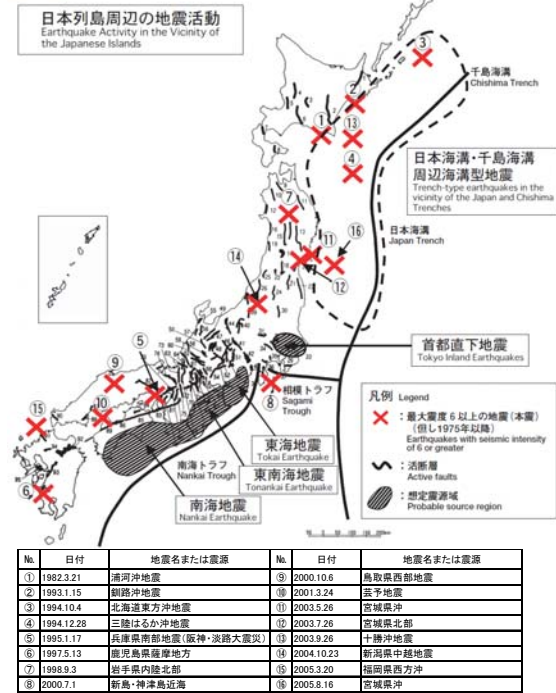 日本列島周辺の地震活動
Earthquake Activity in the Vicinity of
the Japanese Islands
③
千島海溝
Chishima Trench
②
①
⑬
④
日本海溝・千島海溝
周辺海溝型地震
Trench-type earthquakes in the
vicinity of the Japan and Chishima
Trenches
⑦
日本海溝
Japan Trench
⑪
⑯
⑭
⑫
首都直下地震
Tokyo Inland Earthquakes
⑤
⑨
⑧
相模トラフ
Sagami
Trough
⑮
⑩
⑥
東海地震
Tokai Earthquake
南海トラフ
Nankai Trough
東南海地震
Tonankai Earthquake
南海地震
Nankai Earthquake
凡例 Legend
:最大震度6以上の地震(本震)
(但し1975年以降)
Earthquakes with seismic intensity
of 6 or greater
:活断層
Active faults
:想定震源域
Probable source region
№ 日付 地震名または震源 № 日付 地震名または震源
① 1982.3.21 浦河沖地震 ⑨ 2000.10.6 鳥取県西部地震
② 1993.1.15 釧路沖地震 ⑩ 2001.3.24 芸予地震
③ 1994.10.4 北海道東方沖地震 ⑪ 2003.5.26 宮城県沖
④ 1994.12.28 三陸はるか沖地震 ⑫ 2003.7.26 宮城県北部
⑤ 1995.1.17 兵庫県南部地震(阪神・淡路大震災) ⑬ 2003.9.26 十勝沖地震
⑥ 1997.5.13 鹿児島県薩摩地方 ⑭ 2004.10.23 新潟県中越地震
⑦ 1998.9.3 岩手県内陸北部 ⑮ 2005.3.20 福岡県西方沖
⑧ 2000.7.1 新島・神津島近海 ⑯ 2005.8.16 宮城県沖